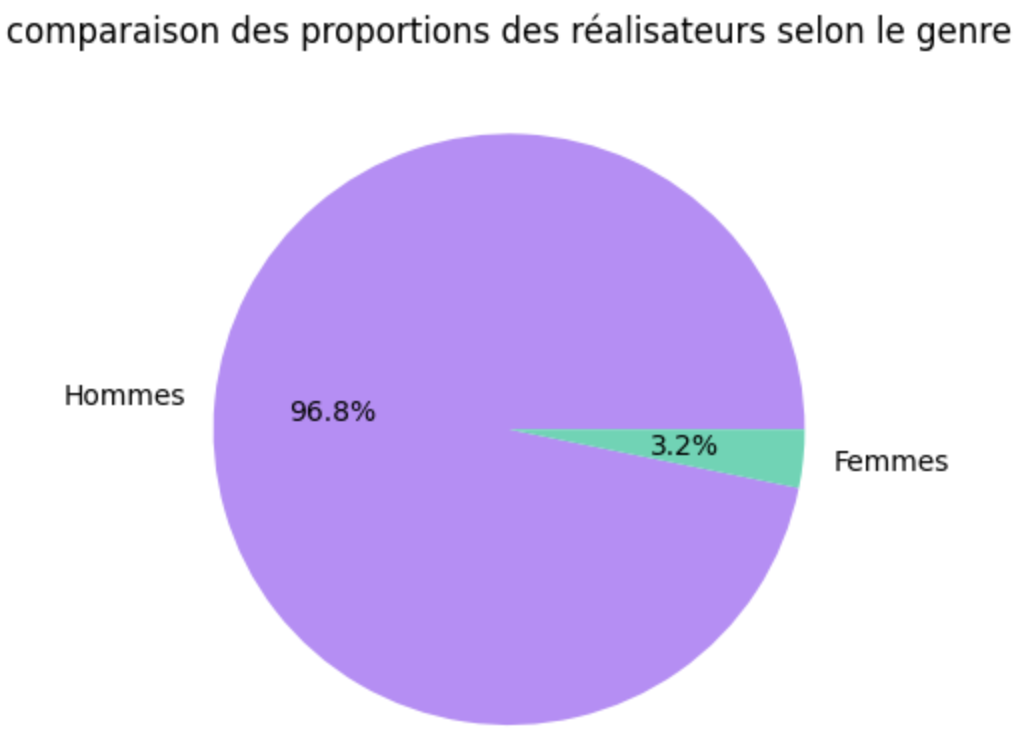 comparaison des proportions des réalisateurs selon le genre
Hommes
96.8%
3.2%
Femmes